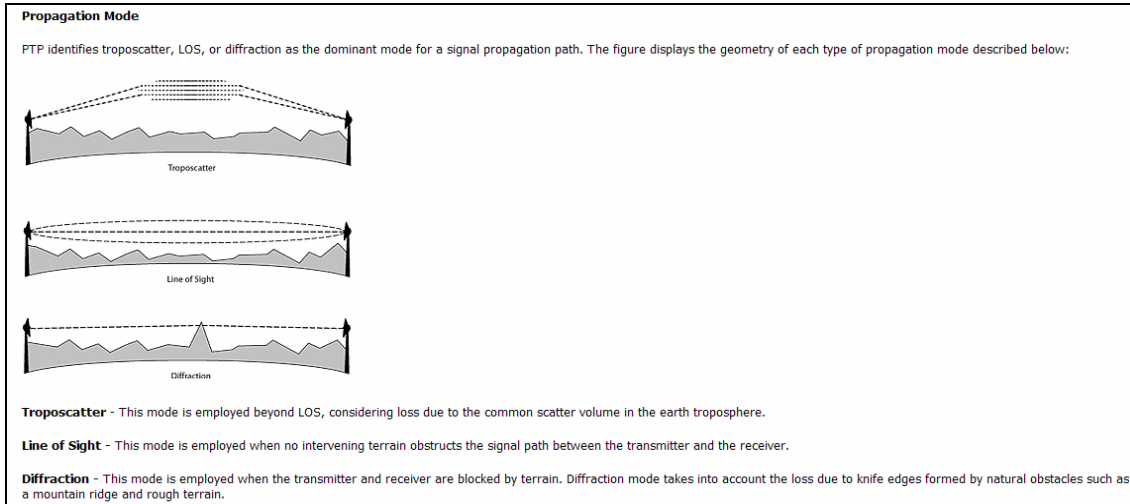 Propagation Mode
PTP identifies troposcatter, LOS, or diffraction as the dominant mode for a signal propagation path. The figure displays the geometry of each type of propagation mode described below:
Troposcatter
Line of Sight
Diffraction
Troposcatter - This mode is employed beyond LOS, considering loss due to the common scatter volume in the earth troposphere.
Line of Sight - This mode is employed when no intervening terrain obstructs the signal path between the transmitter and the receiver.
Diffraction - This mode is employed when the transmitter and receiver are blocked by terrain. Diffraction mode takes into account the loss due to knife edges formed by natural obstacles such as
a mountain ridge and rough terrain.